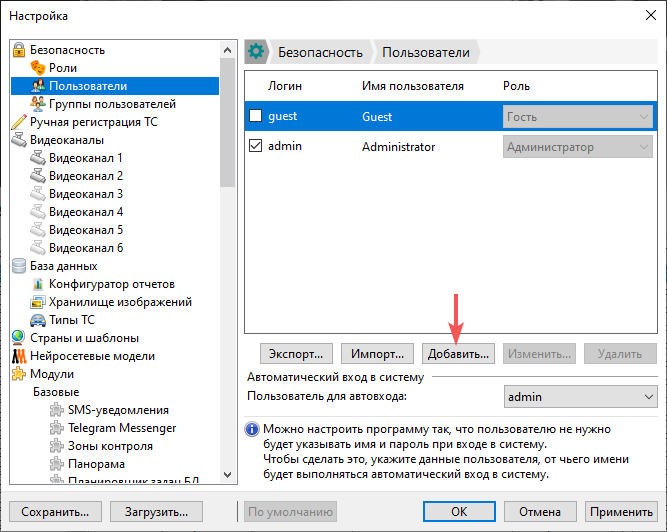 Настройка
Безопасность
Роли
Пользователи
Группы пользователей
Ручная регистрация ТС
Видеоканалы
Видеоканал 1
Видеоканал 2
Видеоканал 3
Видеоканал 4
Видеоканал 5
Видеоканал 6
База данных
Конфигуратор отчетов
Хранилище изображений
Типы ТС
Страны и шаблоны
Нейросетевые модели
Модули
Базовые
SMS-уведомления
Telegram Messenger
Зоны контроля
Панорама
Планировщик задач БД
Безопасность Пользователи
Логин Имя пользователя Роль
guest Guest Гость
admin Administrator Администратор
Экспорт... Импорт... Добавить... Изменить... Удалить
Автоматический вход в систему
Пользователь для автовхода: admin
Можно настроить программу так, что пользователю не нужно
будет указывать имя и пароль при входе в систему.
Чтобы сделать это, укажите данные пользователя, от чьего имени
будет выполняться автоматический вход в систему.
Сохранить... Загрузить... По умолчанию ОК Отмена Применить